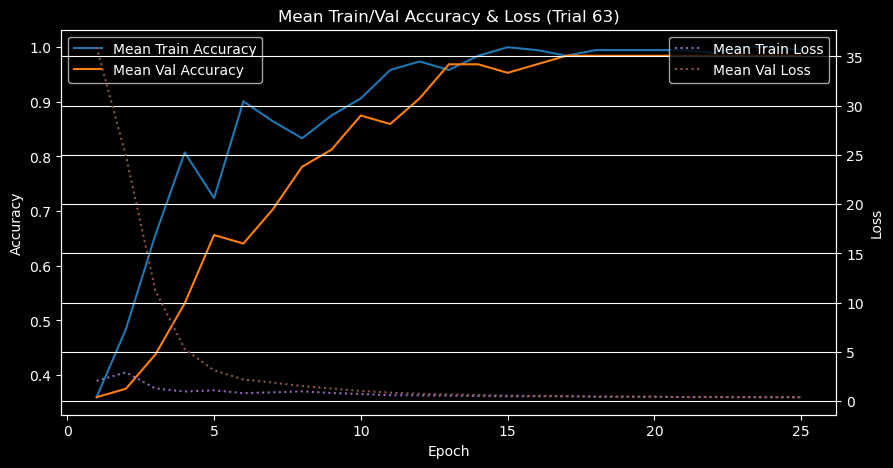 Mean Train/Val Accuracy & Loss (Trial 63)
Mean Train Accuracy
Mean Val Accuracy
Mean Train Loss
Mean Val Loss
1.0
0.9
0.8
0.7
0.6
0.5
0.4
Accuracy
35
30
25
20
15
10
5
0
Loss
0 5 10 15 20 25
Epoch